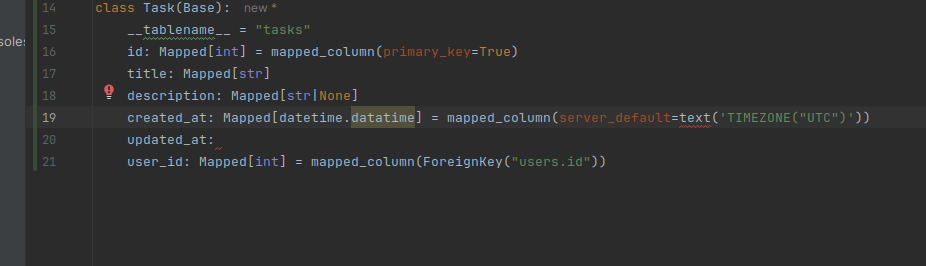 14 class Task(Base): new *
soles
15 __tablename__ = "tasks"
16 id: Mapped[int] = mapped_column(primary_key=True)
17 title: Mapped[str]
18 description: Mapped[str|None]
19 created_at: Mapped[datetime.datatime] = mapped_column(server_default=text('TIMEZONE("UTC")'))
20 updated_at:
21 user_id: Mapped[int] = mapped_column(ForeignKey("users.id"))